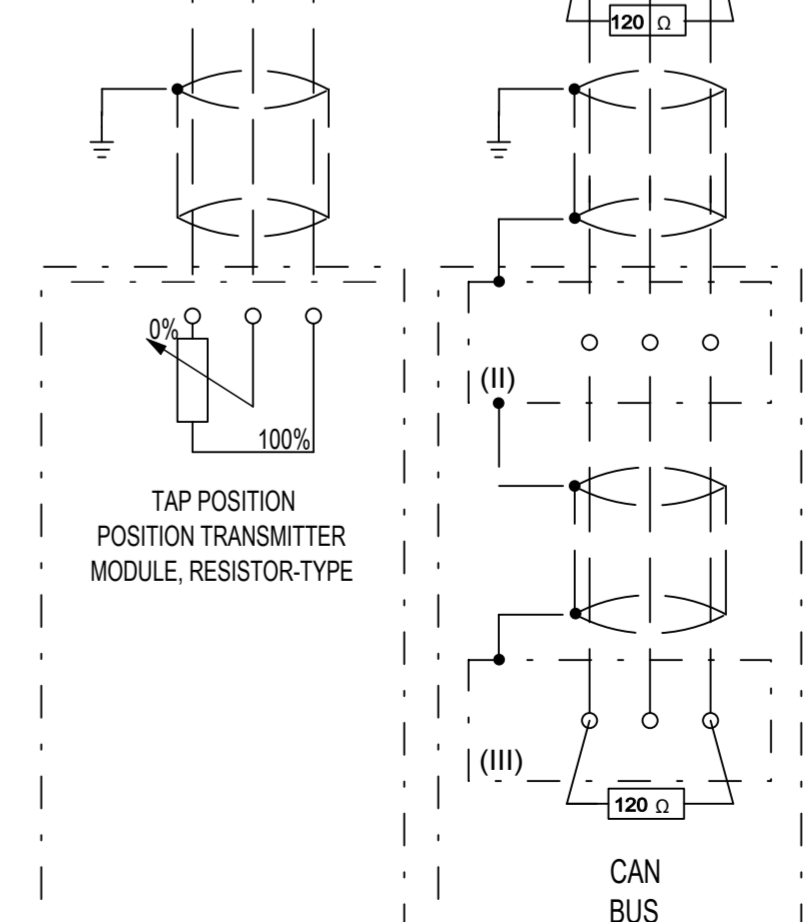 120 Ω
0%
(II)
100%
TAP POSITION
POSITION TRANSMITTER
MODULE, RESISTOR-TYPE
(III)
120 Ω
CAN
BUS